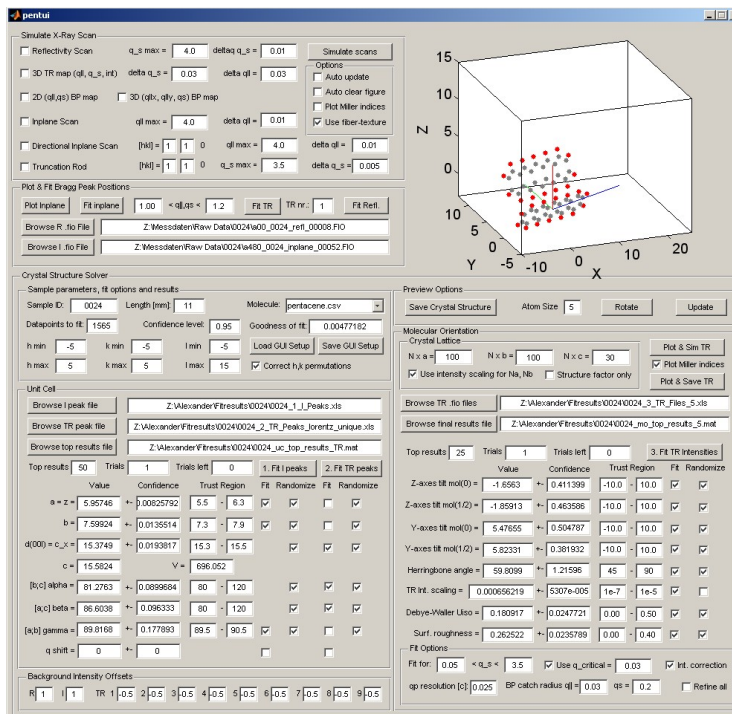 pentui
Simulate X-Ray Scan
Reflectivity Scan q_s max = 4.0 deltaq q_s = 0.01 Simulate scans
3D TR map (qll, q_s, int) delta q_s = 0.03 delta qll = 0.03
Options
Auto update
Auto clear figure
Plot Miller indices
Use fiber-texture
2D (qll,qs) BP map 3D (qllx, qlly, qs) BP map
Inplane Scan qll max = 4.0 delta qll = 0.01
Directional Inplane Scan [hkl] = 1 1 0 qll max = 4.0 delta qll = 0.01
Truncation Rod [hkl] = 1 1 0 q_s max = 3.5 delta q_s = 0.005
15
10
5
0
Z
10
5
0
-5
Y
-10
0
10
20
X
Plot & Fit Bragg Peak Positions
Plot Inplane Fit inplane 1.00 < qll,qs < 1.2 Fit TR TR nr.: 1 Fit Refl.
Browse R .fio File Z:\Messdaten\Raw Data\0024\a00_0024_refl_00008.FIO
Browse I .fio File Z:\Messdaten\Raw Data\0024\a480_0024_inplane_00052.FIO
Crystal Structure Solver
Sample parameters, fit options and results
Sample ID: 0024 Length [mm]: 11 Molecule: pentacene.csv
Datapoints to fit: 1565 Confidence level: 0.95 Goodness of fit: 0.00477182
h min -5 k min -5 l min -5 Load GUI Setup Save GUI Setup
h max 5 k max 5 l max 15 Correct h,k permutations
Unit Cell
Browse I peak file Z:\Alexander\Fitresults\0024\0024_1_I_Peaks.xls
Browse TR peak file Z:\Alexander\Fitresults\0024\0024_2_TR_Peaks_lorentz_unique.xls
Browse top results file Z:\Alexander\Fitresults\0024\0024_uc_top_results_TR.mat
Top results 50 Trials 1 Trials left 0 1. Fit I peaks 2. Fit TR peaks
Value Confidence Trust Region Fit Randomize Fit Randomize
a = z = 5.95746 +- 0.00825792 5.5 - 6.3
b = 7.59924 +- 0.0135514 7.3 - 7.9
d(00l) = c_x = 15.3749 +- 0.0193817 15.3 - 15.5
c = 15.5824 V = 696.052
[b;c] alpha = 81.2763 +- 0.0899684 80 - 120
[a;c] beta = 86.6038 +- 0.096333 80 - 120
[a;b] gamma = 89.8168 +- 0.177893 89.5 - 90.5
q shift = 0 +- 0
Background Intensity Offsets
R 1 I 1 TR 1 -0.5 2 -0.5 3 -0.5 4 -0.5 5 -0.5 6 -0.5 7 -0.5 8 -0.5 9 -0.5
Preview Options
Save Crystal Structure Atom Size 5 Rotate Update
Molecular Orientation
Crystal Lattice
N x a = 100 N x b = 100 N x c = 30
Use intensity scaling for Na, Nb Structure factor only
Plot & Sim TR
Plot Miller indices
Plot & Save TR
Browse TR .fio files Z:\Alexander\Fitresults\0024\0024_3_TR_Files_5.xls
Browse final results file Z:\Alexander\Fitresults\0024\0024_mo_top_results_5.mat
Top results 25 Trials 1 Trials left 0 3. Fit TR Intensities
Value Confidence Trust Region Fit Randomize
Z-axes tilt mol(0) = -1.6563 +- 0.411399 -10.0 - 10.0
Z-axes tilt mol(1/2) = -1.85913 +- 0.463586 -10.0 - 10.0
Y-axes tilt mol(0) = 5.47655 +- 0.504787 -10.0 - 10.0
Y-axes tilt mol(1/2) = 5.82331 +- 0.381932 -10.0 - 10.0
Herringbone angle = 59.8099 +- 1.21596 45 - 90
TR Int. scaling = 0.000656219 +- 5307e-005 1e-7 - 1e-5
Debye-Waller Uiso = 0.180917 +- 0.0247721 0.00 - 0.50
Surf. roughness = 0.262522 +- 0.0235789 0.00 - 0.40
Fit Options
Fit for: 0.05 < q_s < 3.5 Use q_critical = 0.03 Int. correction
qp resolution [c]: 0.025 BP catch radius qll = 0.03 qs = 0.2 Refine all